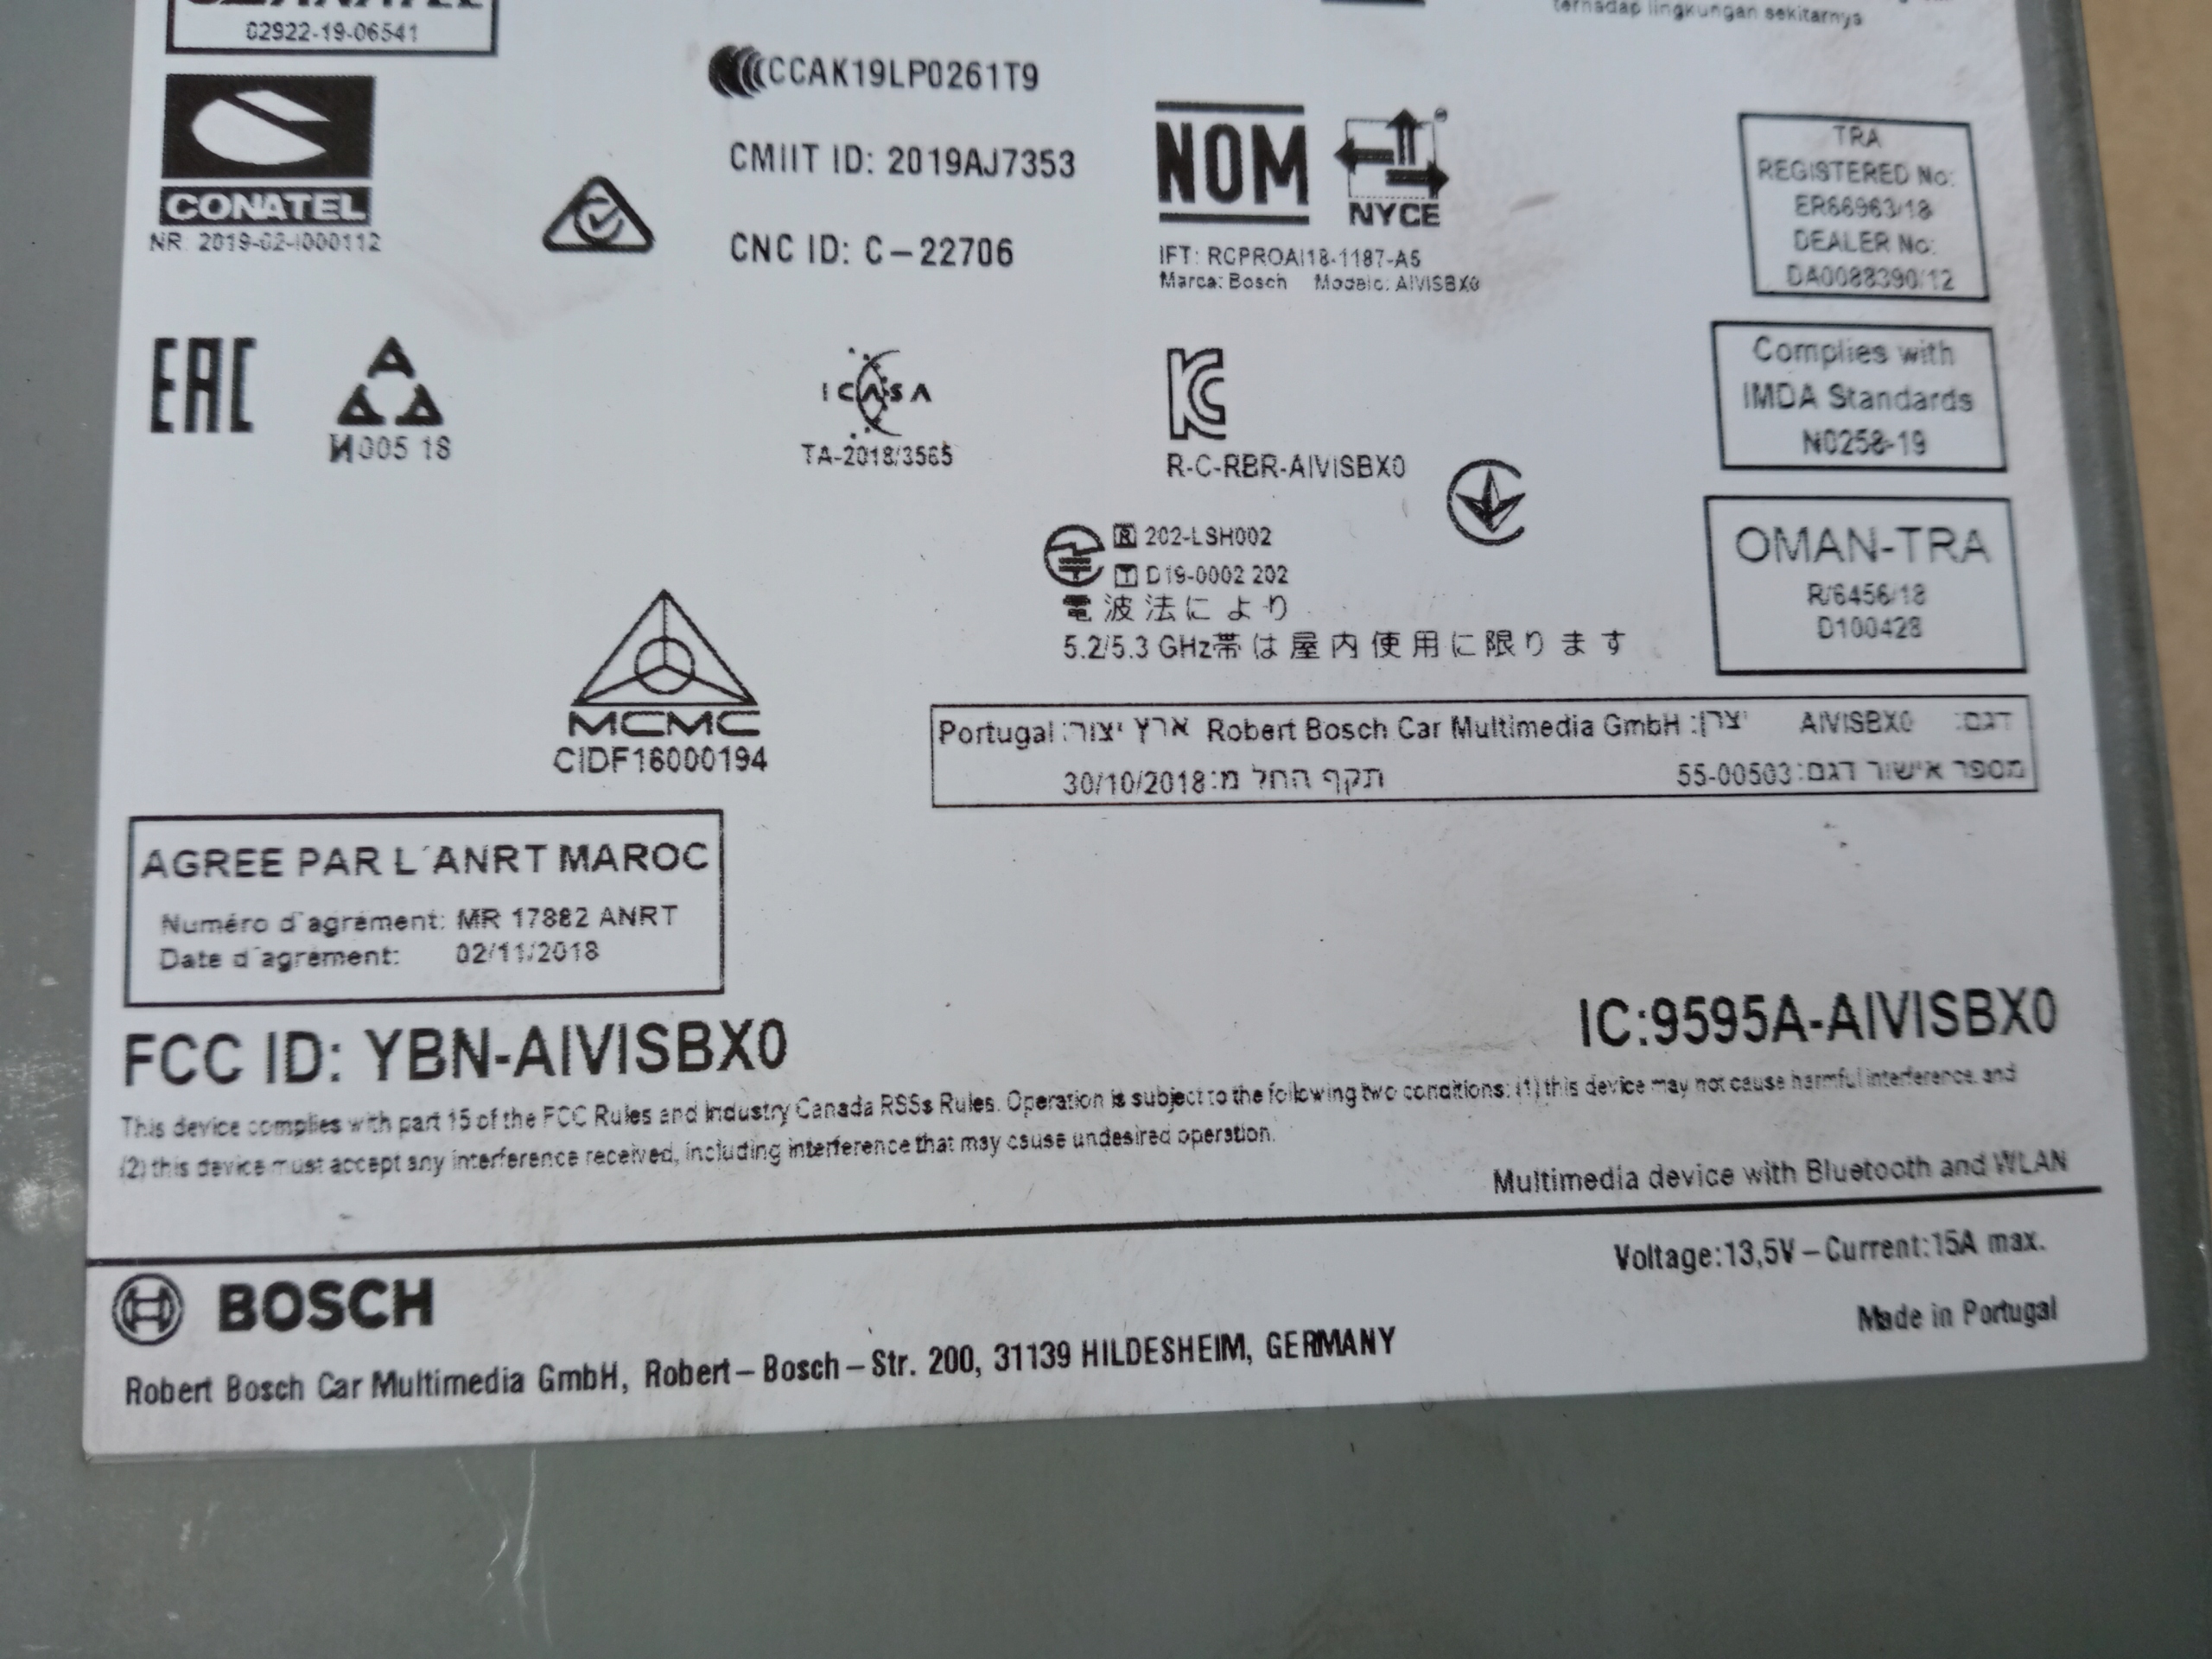 02922-19-06541
terhadap lingkungan sekitarnya
CCAK19LP0261T9
CMIIT ID: 2019AJ7353
CNC ID: C-22706
CONATEL
NR. 2019-02-I000112
NOM
NYCE
IFT: RCPROAI18-1187-A5
Marca: Bosch Modelo: AIVISBX0
TRA
REGISTERED No:
ER66963/18
DEALER No:
DA0088390/12
EAC
И005 18
ICASA
TA-2018/3565
R-C-RBR-AIVISBX0
Complies with
IMDA Standards
N0258-19
R 202-LSH002
T D19-0002 202
電波法により
5.2/5.3 GHz帯は屋内使用に限ります
OMAN-TRA
R/6456/18
D100428
MCMC
CIDF16000194
דגם: AIVISBX0 יצרן: Robert Bosch Car Multimedia GmbH ארץ יצור: Portugal
מספר אישור דגם: 55-00503 תקף החל מ: 30/10/2018
AGREE PAR L´ANRT MAROC
Numéro d´agrément: MR 17882 ANRT
Date d´agrément: 02/11/2018
FCC ID: YBN-AIVISBX0
IC:9595A-AIVISBX0
This device complies with part 15 of the FCC Rules and Industry Canada RSSs Rules. Operation is subject to the following two conditions: (1) this device may not cause harmful interference, and
(2) this device must accept any interference received, including interference that may cause undesired operation.
Multimedia device with Bluetooth and WLAN
BOSCH
Voltage:13,5V – Current:15A max.
Made in Portugal
Robert Bosch Car Multimedia GmbH, Robert–Bosch–Str. 200, 31139 HILDESHEIM, GERMANY